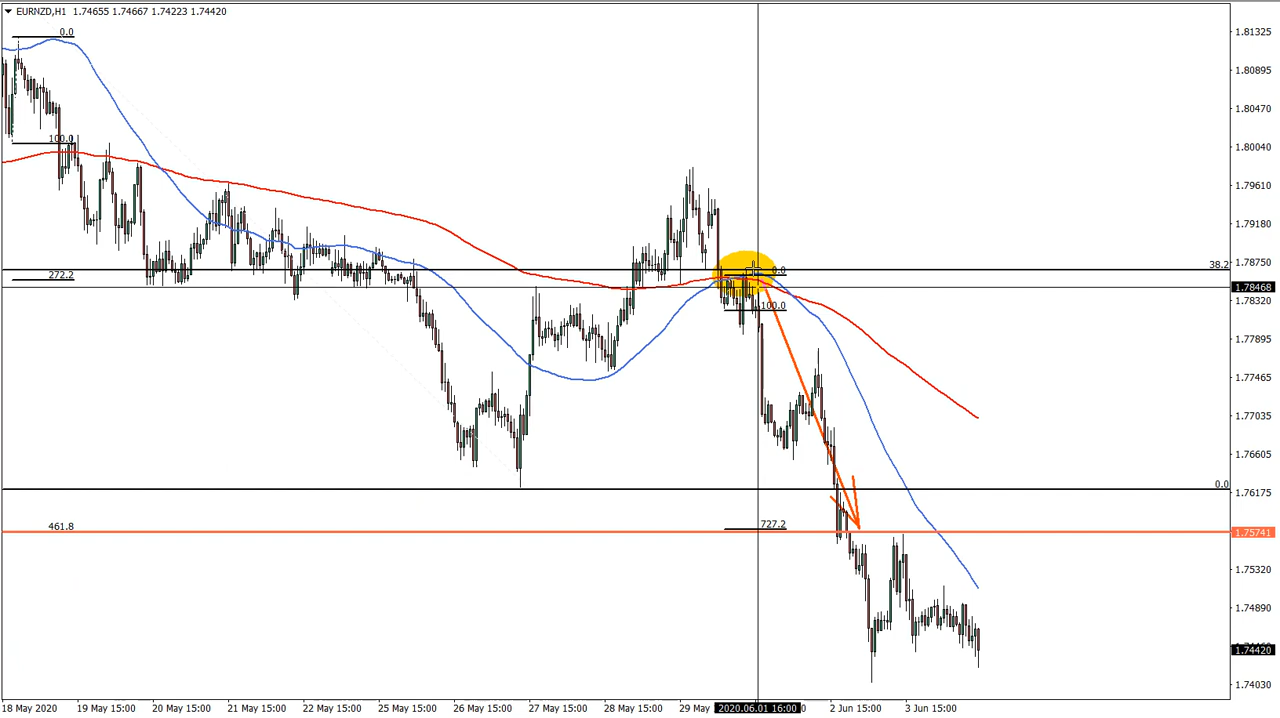 EURNZD,H1 1.74655 1.74667 1.74223 1.74420
0.0
100.0
272.2
461.8
0.0
100.0
727.2
38.2
0.0
1.81325
1.80895
1.80470
1.80040
1.79610
1.79180
1.78750
1.78468
1.78320
1.77895
1.77465
1.77035
1.76605
1.76175
1.75741
1.75320
1.74890
1.74420
1.74030
18 May 2020
19 May 15:00
20 May 15:00
21 May 15:00
22 May 15:00
25 May 15:00
26 May 15:00
27 May 15:00
28 May 15:00
29 May
2020.06.01 16:00
2 Jun 15:00
3 Jun 15:00